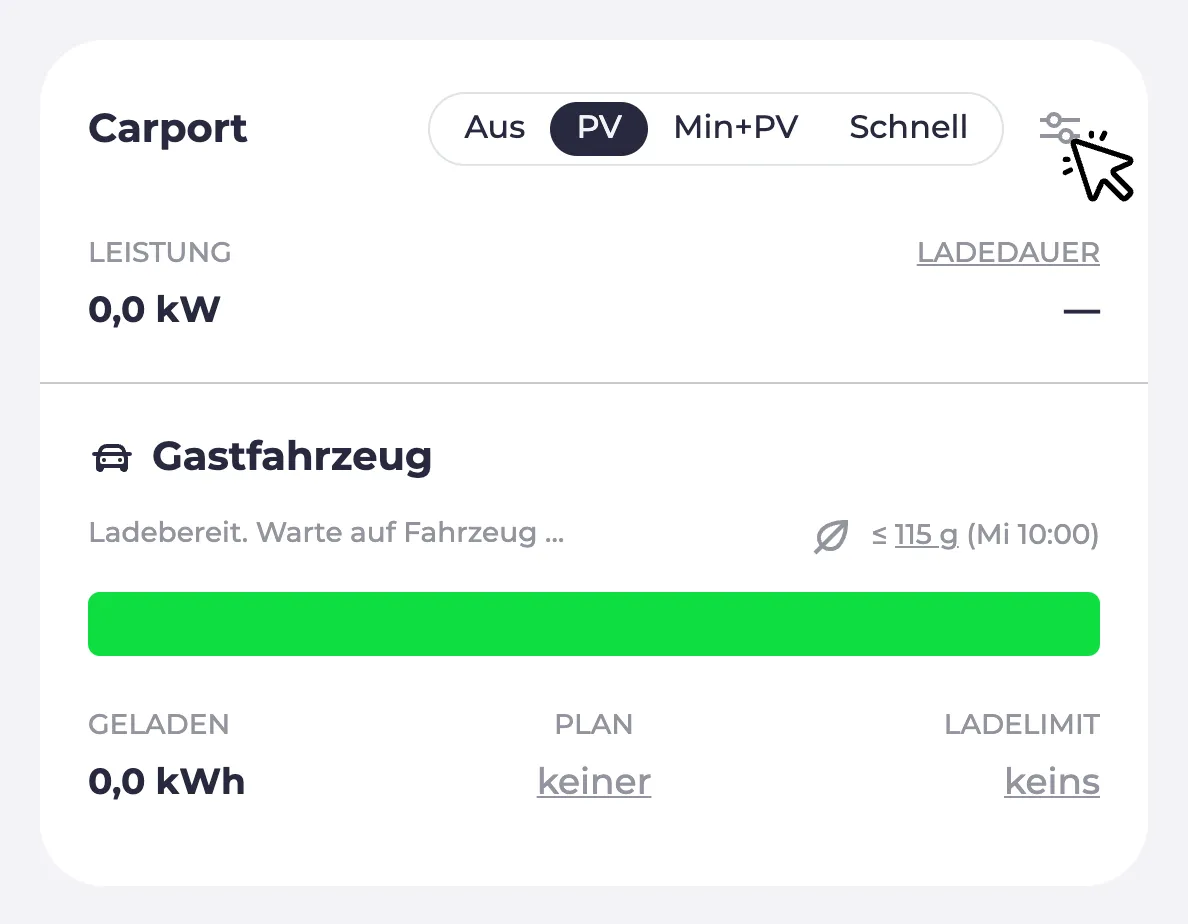 Carport Aus PV Min+PV Schnell
LEISTUNG LADEDAUER
0,0 kW —
Gastfahrzeug
Ladebereit. Warte auf Fahrzeug ... ≤ 115 g (Mi 10:00)
GELADEN PLAN LADELIMIT
0,0 kWh keiner keins